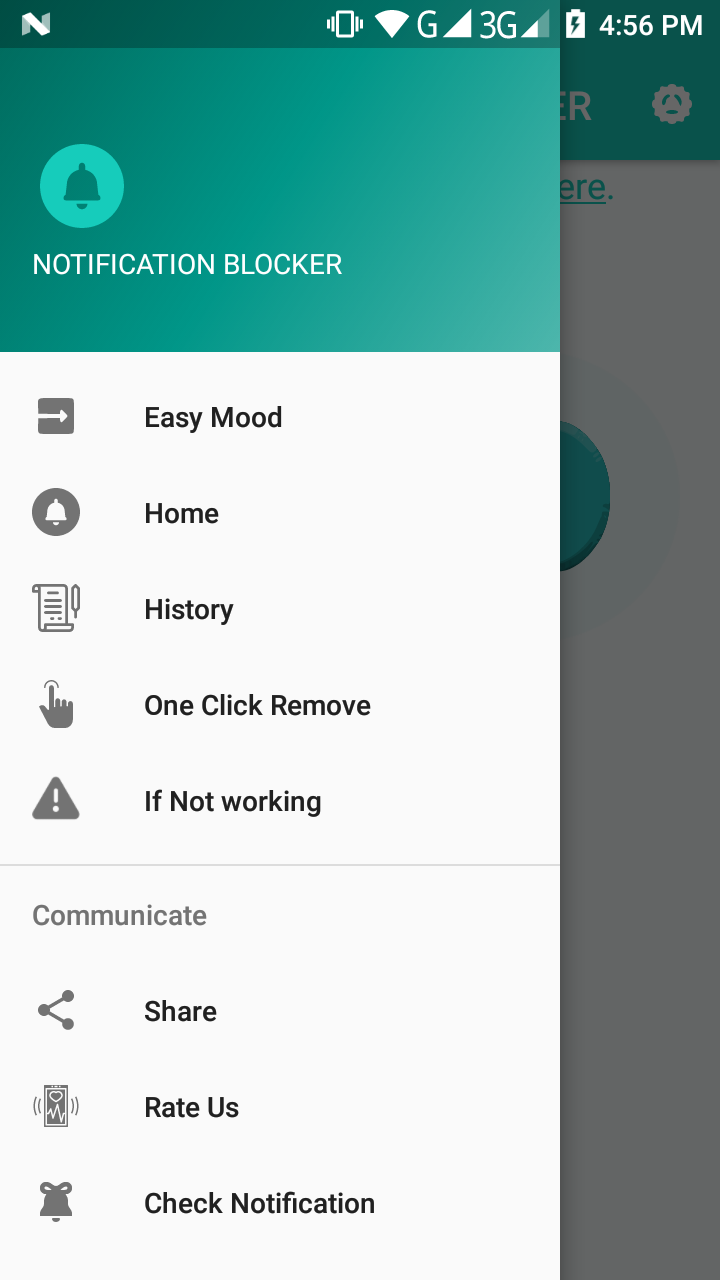 G 3G 4:56 PM
ER
ere.
NOTIFICATION BLOCKER
Easy Mood
Home
History
One Click Remove
If Not working
Communicate
Share
Rate Us
Check Notification